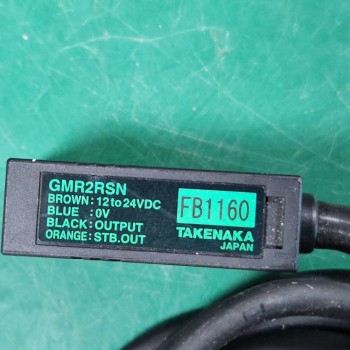 GMR2RSN
BROWN:12to24VDC
BLUE :0V
BLACK:OUTPUT
ORANGE:STB.OUT
FB1160
TAKENAKA
JAPAN